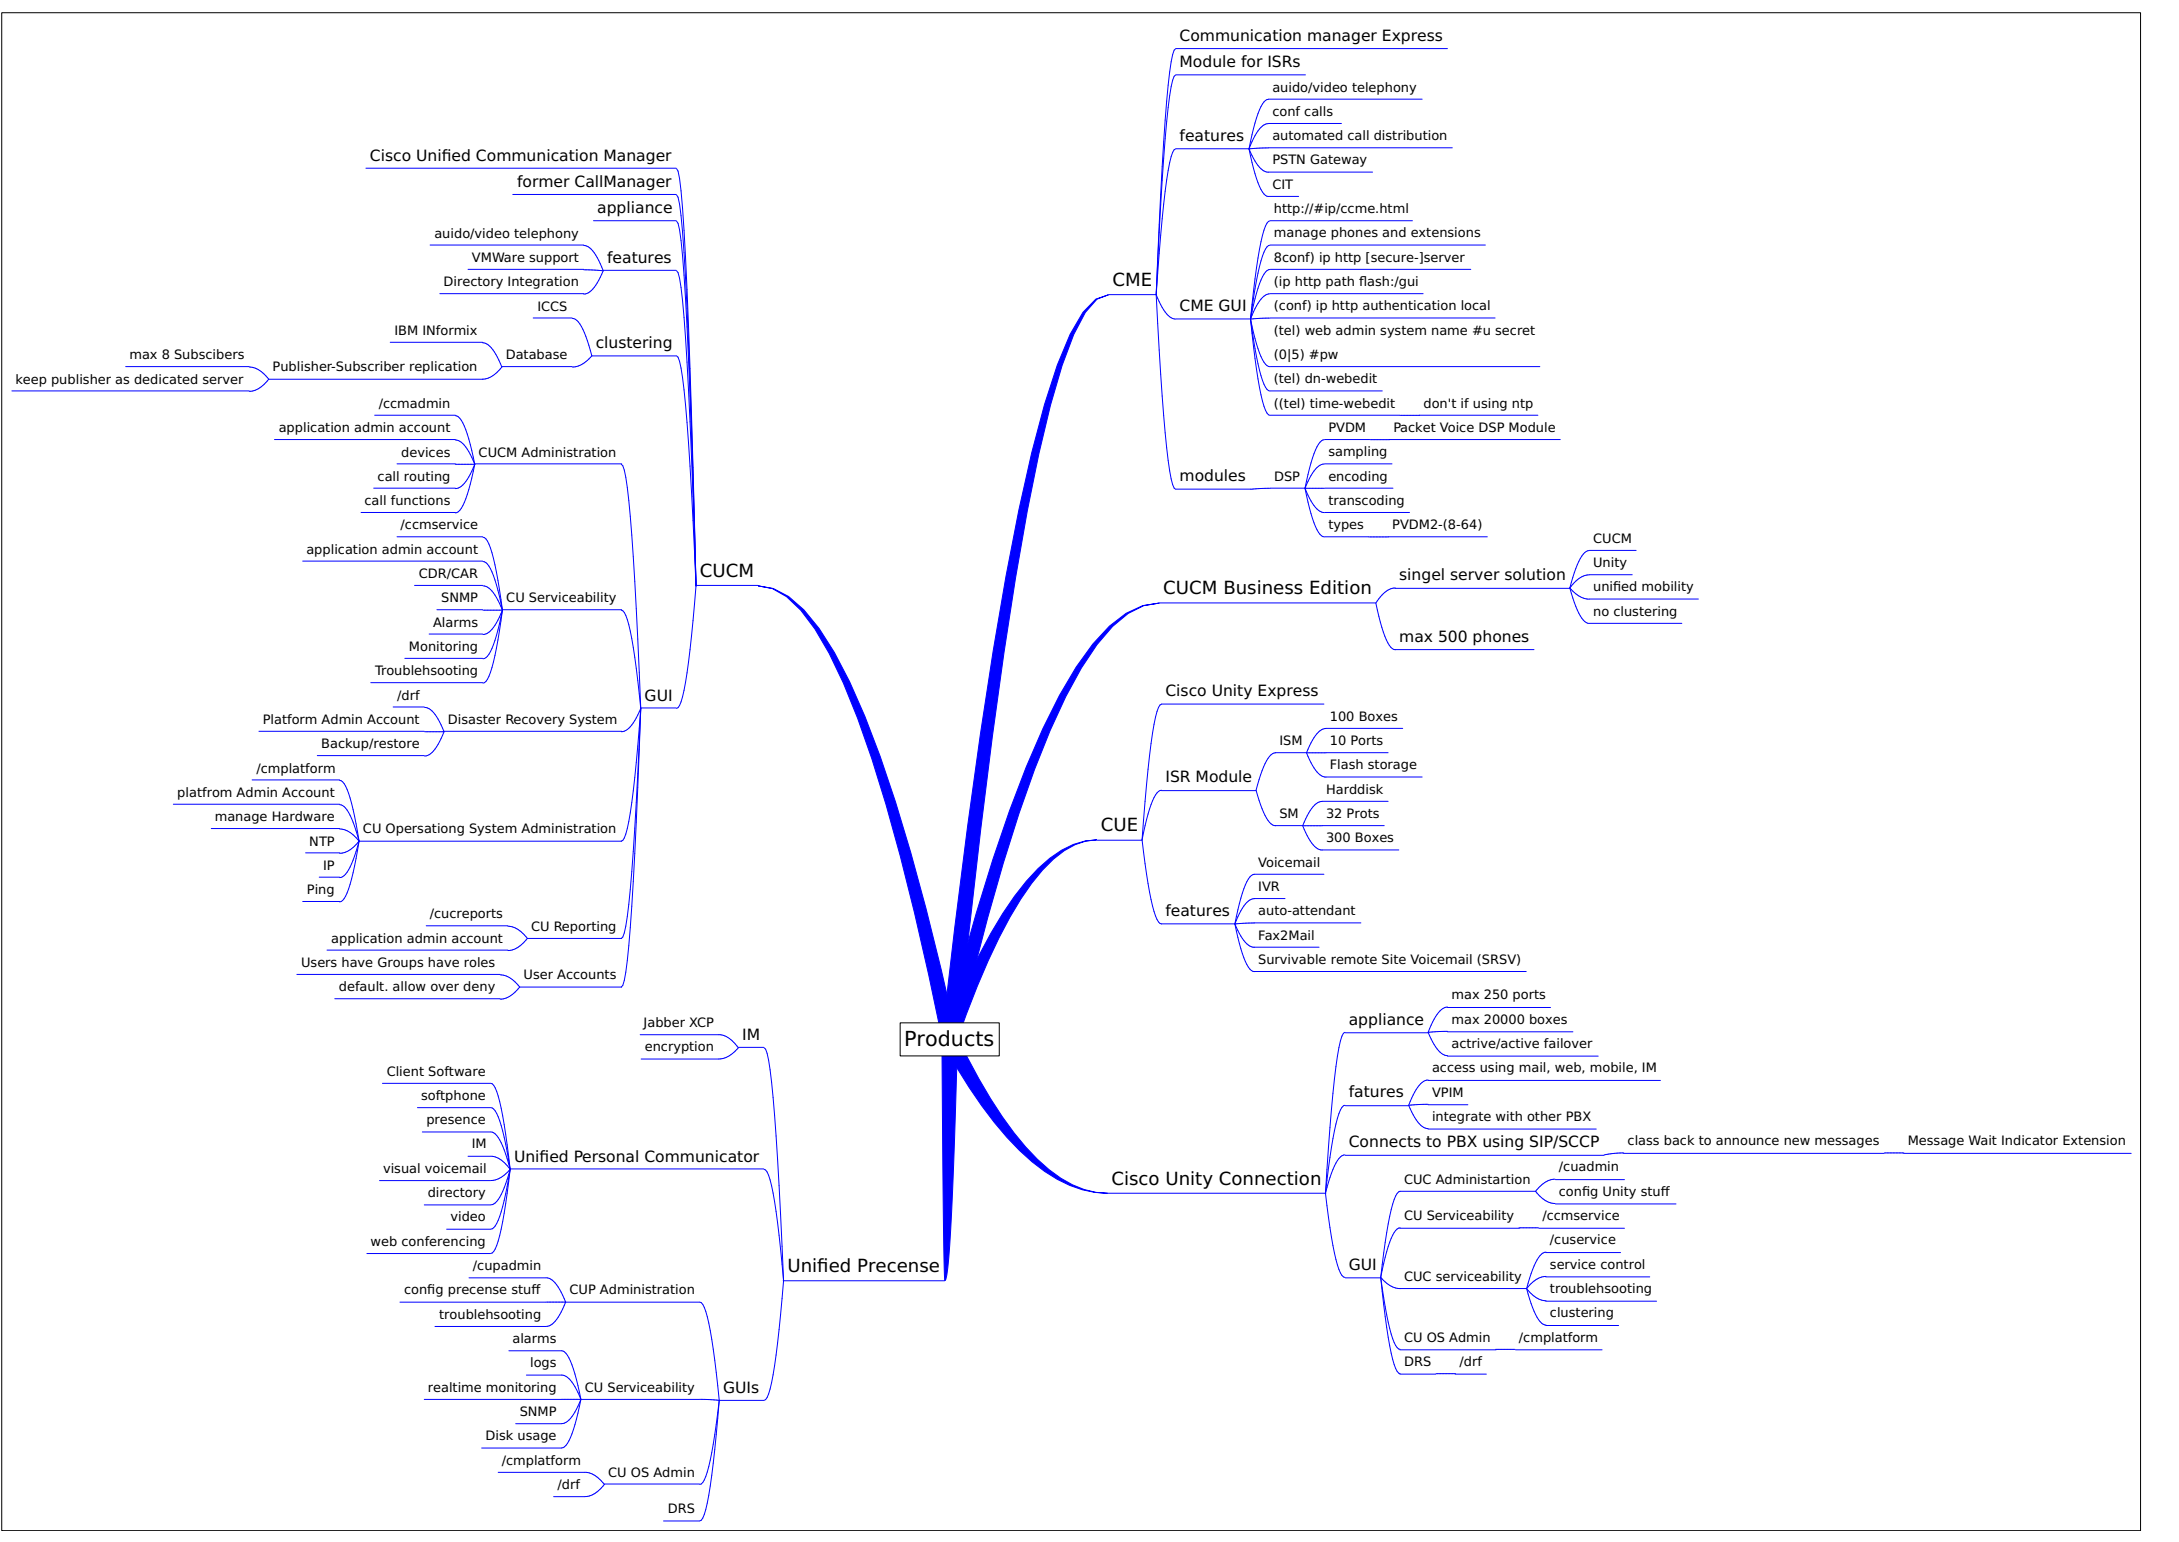 Products
CME
Communication manager Express
Module for ISRs
features
auido/video telephony
conf calls
automated call distribution
PSTN Gateway
CIT
CME GUI
http://#ip/ccme.html
manage phones and extensions
8conf) ip http [secure-]server
(ip http path flash:/gui
(conf) ip http authentication local
(tel) web admin system name #u secret
(0|5) #pw
(tel) dn-webedit
((tel) time-webedit
don't if using ntp
modules
DSP
PVDM
Packet Voice DSP Module
sampling
encoding
transcoding
types
PVDM2-(8-64)
CUCM Business Edition
singel server solution
CUCM
Unity
unified mobility
no clustering
max 500 phones
CUE
Cisco Unity Express
ISR Module
ISM
100 Boxes
10 Ports
Flash storage
SM
Harddisk
32 Prots
300 Boxes
features
Voicemail
IVR
auto-attendant
Fax2Mail
Survivable remote Site Voicemail (SRSV)
Cisco Unity Connection
appliance
max 250 ports
max 20000 boxes
actrive/active failover
fatures
access using mail, web, mobile, IM
VPIM
integrate with other PBX
Connects to PBX using SIP/SCCP
class back to announce new messages
Message Wait Indicator Extension
GUI
CUC Administartion
/cuadmin
config Unity stuff
CU Serviceability
/ccmservice
CUC serviceability
/cuservice
service control
troublehsooting
clustering
CU OS Admin
/cmplatform
DRS
/drf
CUCM
Cisco Unified Communication Manager
former CallManager
appliance
features
auido/video telephony
VMWare support
Directory Integration
clustering
ICCS
Database
IBM INformix
Publisher-Subscriber replication
max 8 Subscibers
keep publisher as dedicated server
GUI
CUCM Administration
/ccmadmin
application admin account
devices
call routing
call functions
CU Serviceability
/ccmservice
application admin account
CDR/CAR
SNMP
Alarms
Monitoring
Troublehsooting
Disaster Recovery System
/drf
Platform Admin Account
Backup/restore
CU Opersationg System Administration
/cmplatform
platfrom Admin Account
manage Hardware
NTP
IP
Ping
CU Reporting
/cucreports
application admin account
User Accounts
Users have Groups have roles
default. allow over deny
Unified Precense
IM
Jabber XCP
encryption
Unified Personal Communicator
Client Software
softphone
presence
IM
visual voicemail
directory
video
web conferencing
GUIs
CUP Administration
/cupadmin
config precense stuff
troublehsooting
CU Serviceability
alarms
logs
realtime monitoring
SNMP
Disk usage
CU OS Admin
/cmplatform
/drf
DRS